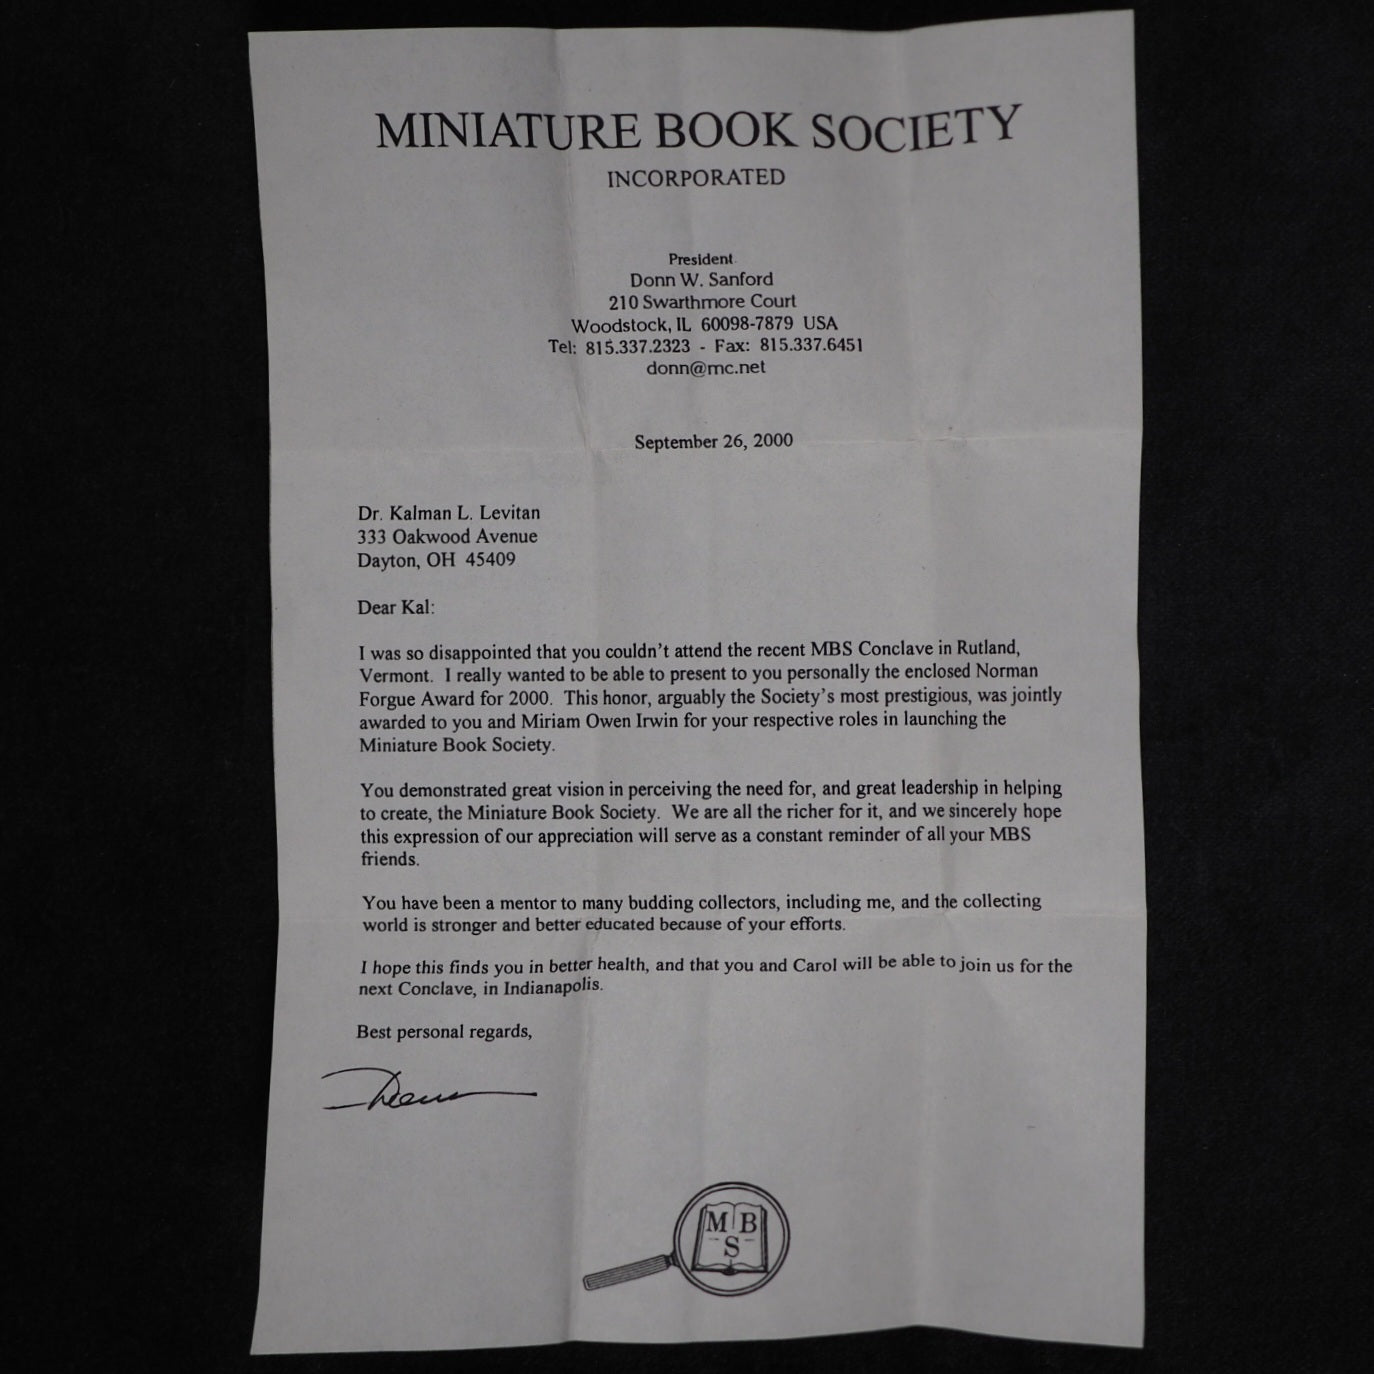 MINIATURE BOOK SOCIETY
INCORPORATED
President
Donn W. Sanford
210 Swarthmore Court
Woodstock, IL 60098-7879 USA
Tel: 815.337.2323 - Fax: 815.337.6451
donn@mc.net
September 26, 2000
Dr. Kalman L. Levitan
333 Oakwood Avenue
Dayton, OH 45409
Dear Kal:
I was so disappointed that you couldn't attend the recent MBS Conclave in Rutland,
Vermont. I really wanted to be able to present to you personally the enclosed Norman
Forgue Award for 2000. This honor, arguably the Society's most prestigious, was jointly
awarded to you and Miriam Owen Irwin for your respective roles in launching the
Miniature Book Society.
You demonstrated great vision in perceiving the need for, and great leadership in helping
to create, the Miniature Book Society. We are all the richer for it, and we sincerely hope
this expression of our appreciation will serve as a constant reminder of all your MBS
friends.
You have been a mentor to many budding collectors, including me, and the collecting
world is stronger and better educated because of your efforts.
I hope this finds you in better health, and that you and Carol will be able to join us for the
next Conclave, in Indianapolis.
Best personal regards,
Donn
M B
S